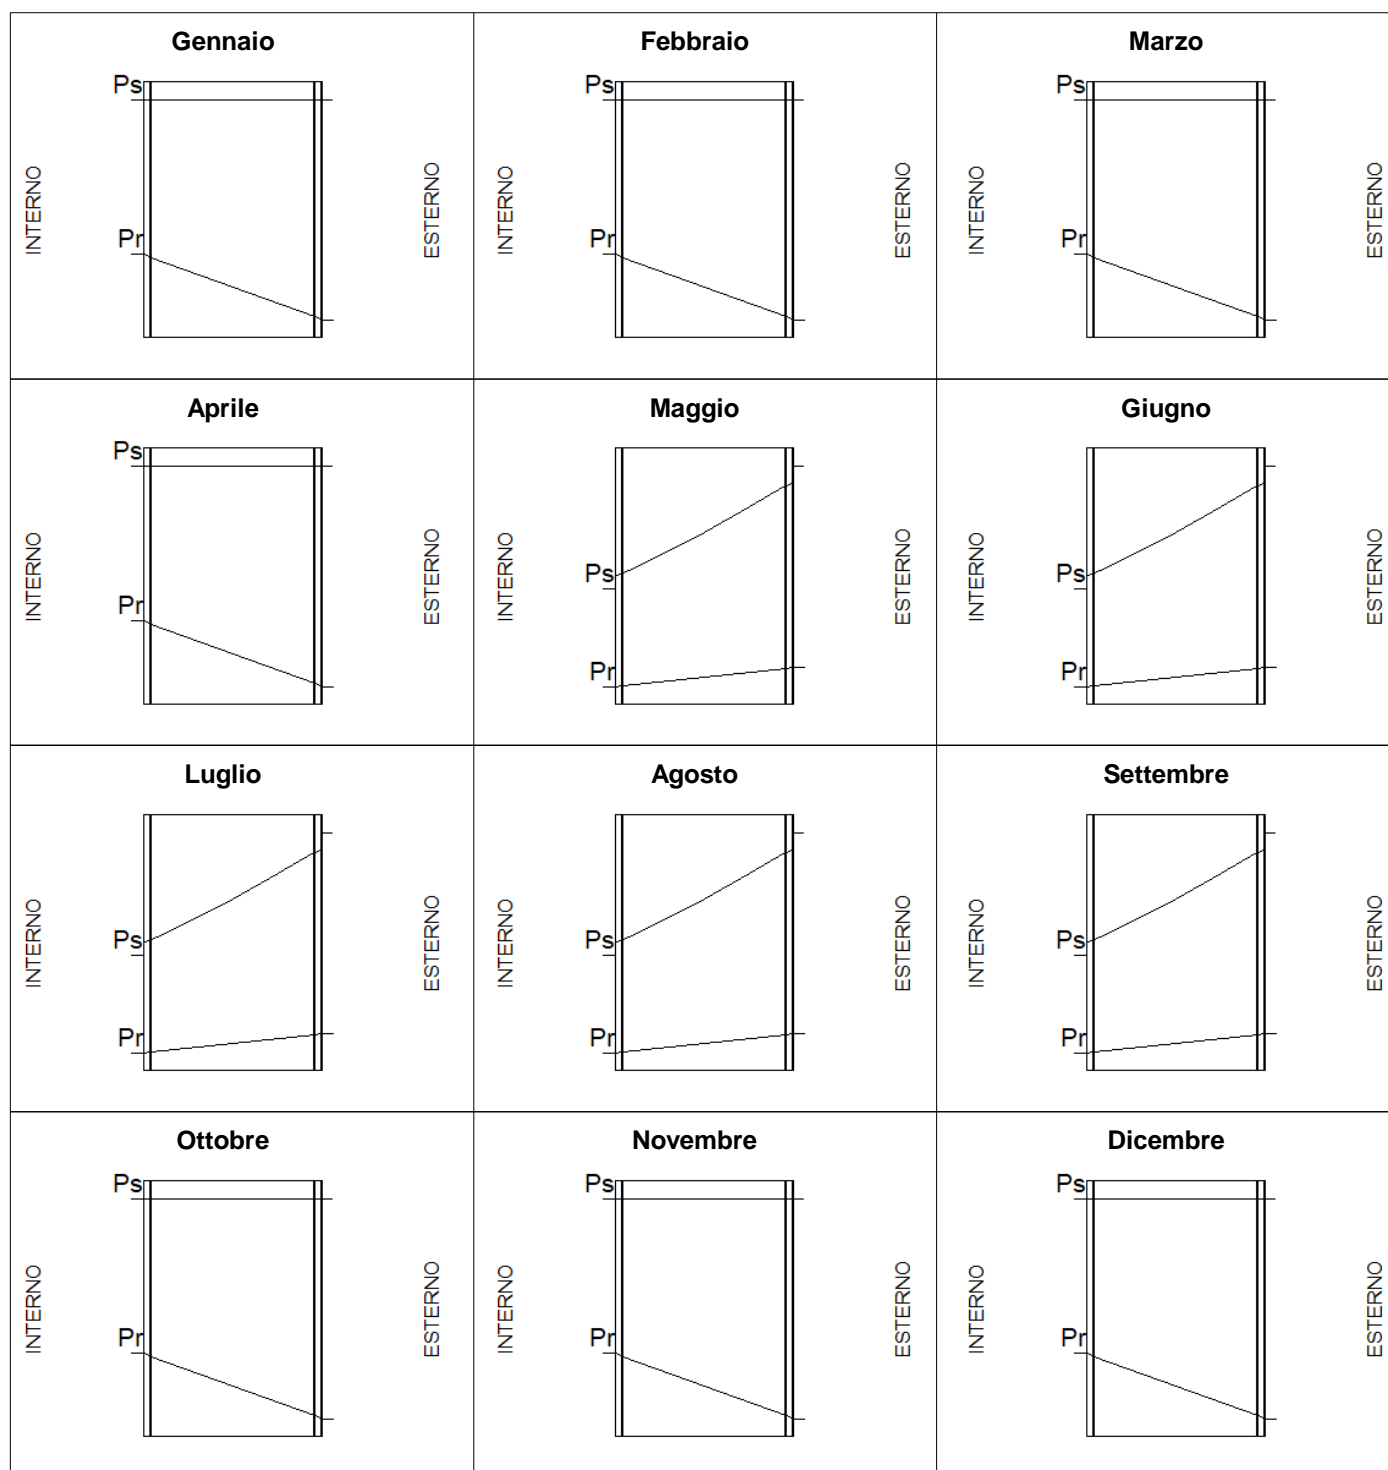 Gennaio
Febbraio
Marzo
Ps
Ps
Ps
INTERNO
ESTERNO
INTERNO
ESTERNO
INTERNO
ESTERNO
Pr
Pr
Pr
Aprile
Maggio
Giugno
Ps
INTERNO
ESTERNO
INTERNO
Ps
ESTERNO
INTERNO
Ps
ESTERNO
Pr
Pr
Pr
Luglio
Agosto
Settembre
INTERNO
Ps
ESTERNO
INTERNO
Ps
ESTERNO
INTERNO
Ps
ESTERNO
Pr
Pr
Pr
Ottobre
Novembre
Dicembre
Ps
Ps
Ps
INTERNO
ESTERNO
INTERNO
ESTERNO
INTERNO
ESTERNO
Pr
Pr
Pr